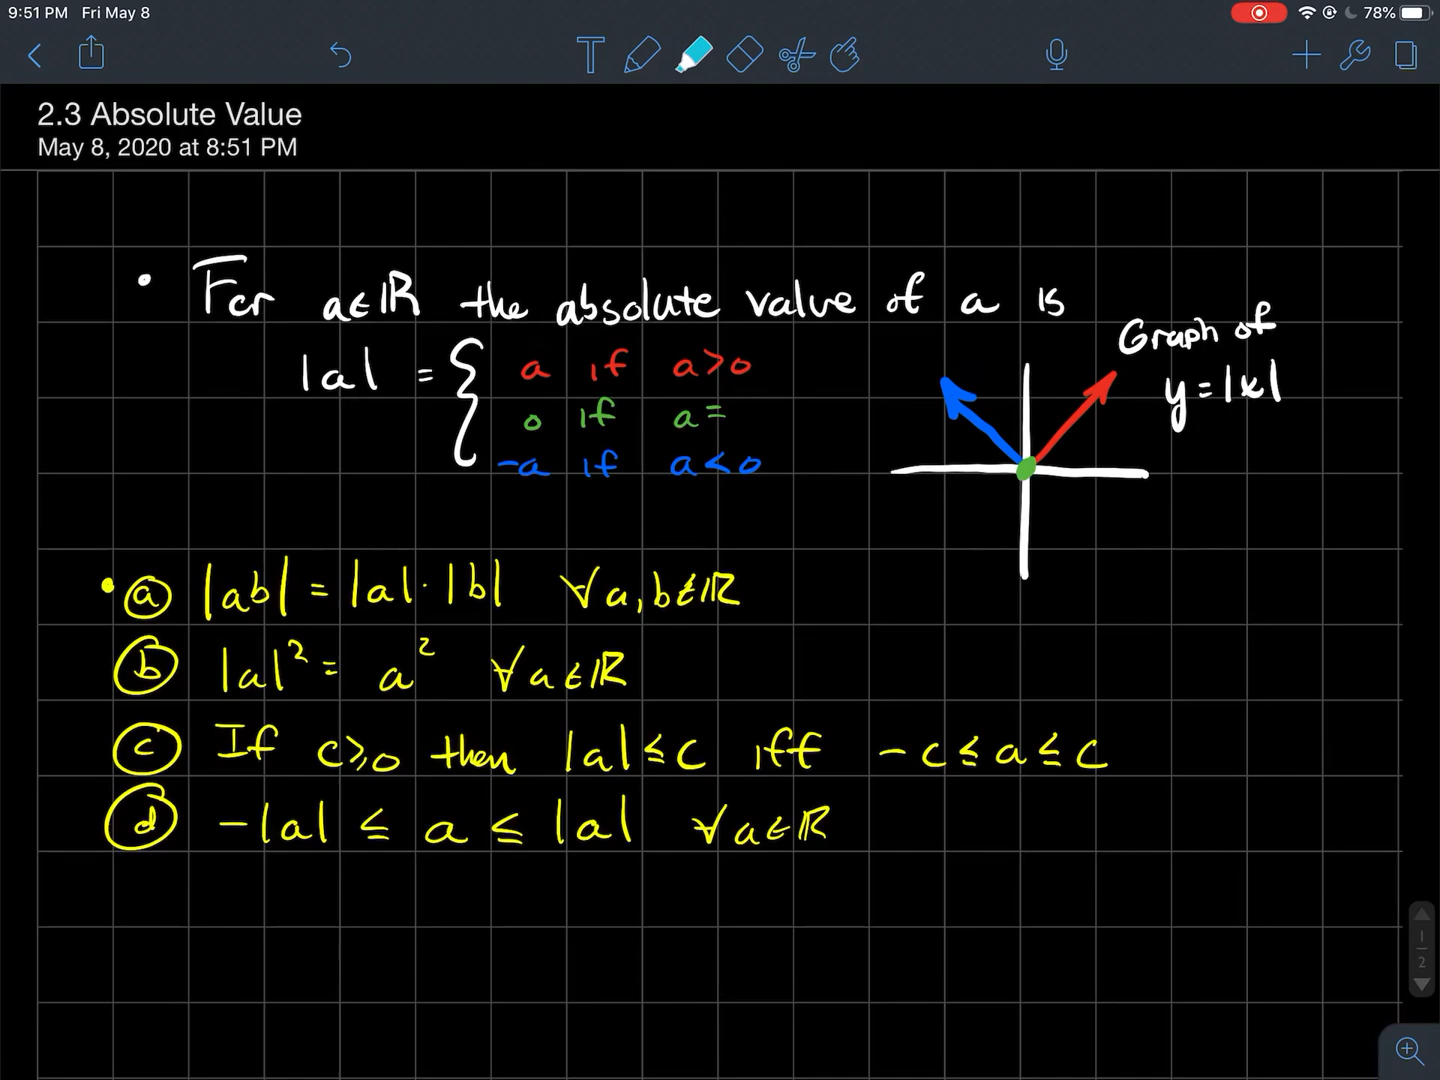 9:51 PM Fri May 8
78%
T
2.3 Absolute Value
May 8, 2020 at 8:51 PM
• For a∈ℝ the absolute value of a is
|a| = { a if a>0
0 if a=
-a if a<0
Graph of
y=|x|
• ⓐ |ab| = |a|·|b| ∀a,b∈ℝ
ⓑ |a|² = a² ∀a∈ℝ
ⓒ If c≥0 then |a|≤c iff -c≤a≤c
ⓓ -|a| ≤ a ≤ |a| ∀a∈ℝ
1
2